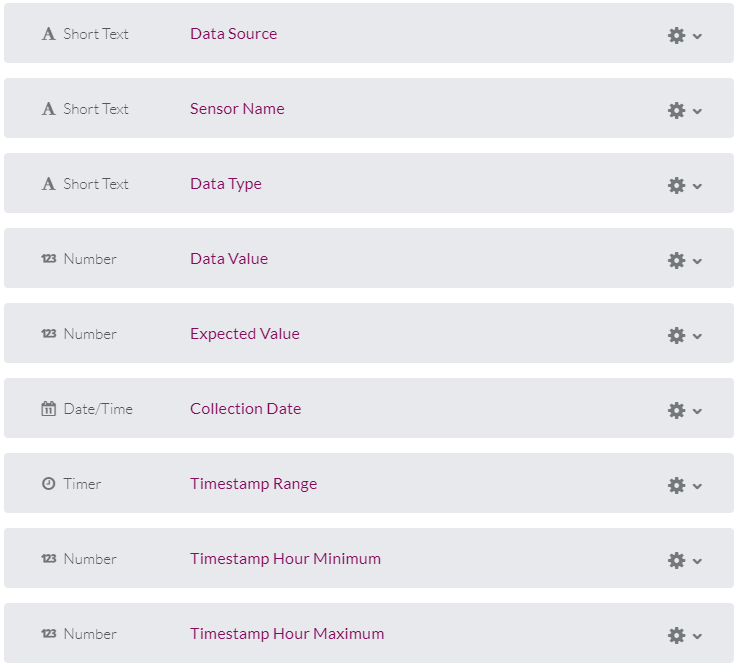 A Short Text Data Source
A Short Text Sensor Name
A Short Text Data Type
123 Number Data Value
123 Number Expected Value
11 Date/Time Collection Date
Timer Timestamp Range
123 Number Timestamp Hour Minimum
123 Number Timestamp Hour Maximum